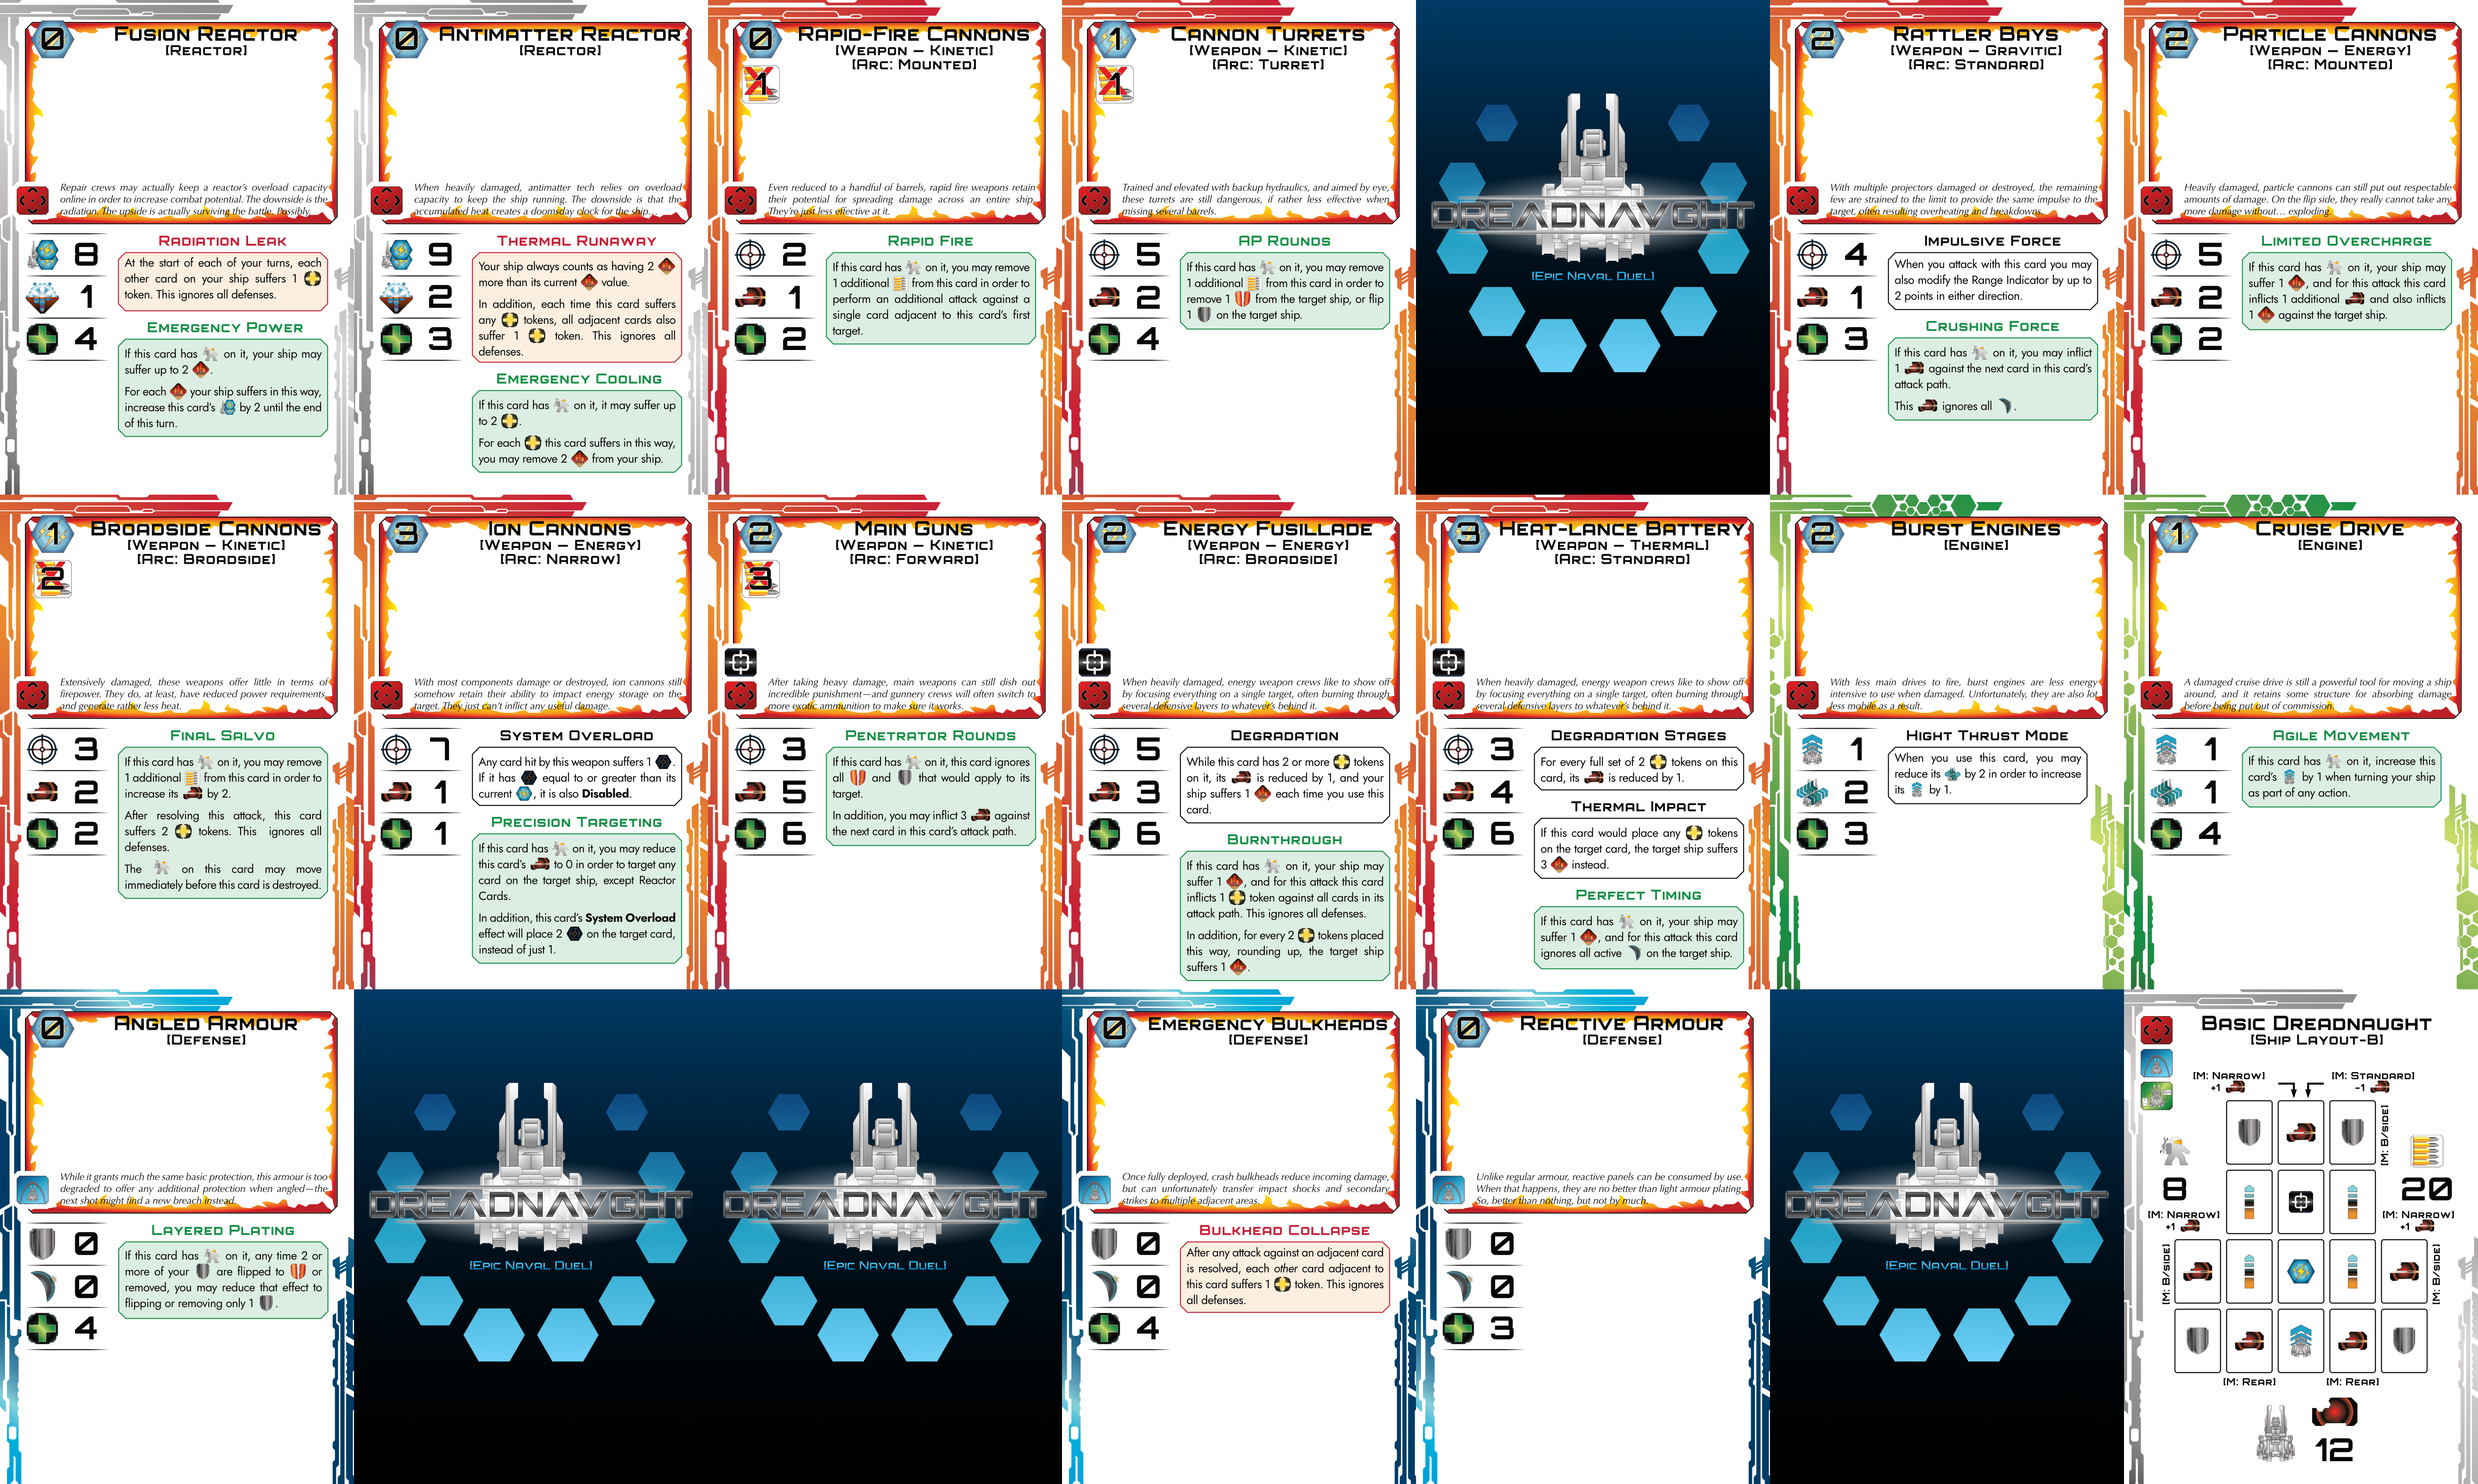 0
FUSION REACTOR
[REACTOR]
Repair crews may actually keep a reactor's overload capacity
online in order to increase combat potential. The downside is the
radiation. The upside is actually surviving the battle. Possibly.
8
1
4
RADIATION LEAK
At the start of each of your turns, each
other card on your ship suffers 1
token. This ignores all defenses.
EMERGENCY POWER
If this card has on it, your ship may
suffer up to 2 .
For each your ship suffers in this way,
increase this card's by 2 until the end
of this turn.
0
ANTIMATTER REACTOR
[REACTOR]
When heavily damaged, antimatter tech relies on overload
capacity to keep the ship running. The downside is that the
accumulated heat creates a doomsday clock for the ship...
9
2
3
THERMAL RUNAWAY
Your ship always counts as having 2
more than its current value.
In addition, each time this card suffers
any tokens, all adjacent cards also
suffer 1 token. This ignores all
defenses.
EMERGENCY COOLING
If this card has on it, it may suffer up
to 2 .
For each this card suffers in this way,
you may remove 2 from your ship.
0
RAPID-FIRE CANNONS
[WEAPON – KINETIC]
[ARC: MOUNTED]
1
Even reduced to a handful of barrels, rapid fire weapons retain
their potential for spreading damage across an entire ship.
They're just less effective at it.
2
1
2
RAPID FIRE
If this card has on it, you may remove
1 additional from this card in order to
perform an additional attack against a
single card adjacent to this card's first
target.
1
CANNON TURRETS
[WEAPON – KINETIC]
[ARC: TURRET]
1
Trained and elevated with backup hydraulics, and aimed by eye,
these turrets are still dangerous, if rather less effective when
missing several barrels.
5
2
4
AP ROUNDS
If this card has on it, you may remove
1 additional from this card in order to
remove 1 from the target ship, or flip
1 on the target ship.
DREADNAVGHT
[EPIC NAVAL DUEL]
2
RATTLER BAYS
[WEAPON – GRAVITIC]
[ARC: STANDARD]
With multiple projectors damaged or destroyed, the remaining
few are strained to the limit to provide the same impulse to the
target, often resulting overheating and breakdowns.
4
1
3
IMPULSIVE FORCE
When you attack with this card you may
also modify the Range Indicator by up to
2 points in either direction.
CRUSHING FORCE
If this card has on it, you may inflict
1 against the next card in this card's
attack path.
This ignores all .
2
PARTICLE CANNONS
[WEAPON – ENERGY]
[ARC: MOUNTED]
Heavily damaged, particle cannons can still put out respectable
amounts of damage. On the flip side, they really cannot take any
more damage without... exploding.
5
2
2
LIMITED OVERCHARGE
If this card has on it, your ship may
suffer 1 , and for this attack this card
inflicts 1 additional and also inflicts
1 against the target ship.
1
BROADSIDE CANNONS
[WEAPON – KINETIC]
[ARC: BROADSIDE]
2
Extensively damaged, these weapons offer little in terms of
firepower. They do, at least, have reduced power requirements,
and generate rather less heat.
3
2
2
FINAL SALVO
If this card has on it, you may remove
1 additional from this card in order to
increase its by 2.
After resolving this attack, this card
suffers 2 tokens. This ignores all
defenses.
The on this card may move
immediately before this card is destroyed.
3
ION CANNONS
[WEAPON – ENERGY]
[ARC: NARROW]
With most components damage or destroyed, ion cannons still
somehow retain their ability to impact energy storage on the
target. They just can't inflict any useful damage.
7
1
1
SYSTEM OVERLOAD
Any card hit by this weapon suffers 1 .
If it has equal to or greater than its
current , it is also Disabled.
PRECISION TARGETING
If this card has on it, you may reduce
this card's to 0 in order to target any
card on the target ship, except Reactor
Cards.
In addition, this card's System Overload
effect will place 2 on the target card,
instead of just 1.
2
MAIN GUNS
[WEAPON – KINETIC]
[ARC: FORWARD]
3
After taking heavy damage, main weapons can still dish out
incredible punishment—and gunnery crews will often switch to
more exotic ammunition to make sure it works.
3
5
6
PENETRATOR ROUNDS
If this card has on it, this card ignores
all and that would apply to its
target.
In addition, you may inflict 3 against
the next card in this card's attack path.
2
ENERGY FUSILLADE
[WEAPON – ENERGY]
[ARC: BROADSIDE]
When heavily damaged, energy weapon crews like to show off
by focusing everything on a single target, often burning through
several defensive layers to whatever's behind it.
5
3
6
DEGRADATION
While this card has 2 or more tokens
on it, its is reduced by 1, and your
ship suffers 1 each time you use this
card.
BURNTHROUGH
If this card has on it, your ship may
suffer 1 , and for this attack this card
inflicts 1 token against all cards in its
attack path. This ignores all defenses.
In addition, for every 2 tokens placed
this way, rounding up, the target ship
suffers 1 .
3
HEAT-LANCE BATTERY
[WEAPON – THERMAL]
[ARC: STANDARD]
When heavily damaged, energy weapon crews like to show off
by focusing everything on a single target, often burning through
several defensive layers to whatever's behind it.
3
4
6
DEGRADATION STAGES
For every full set of 2 tokens on this
card, its is reduced by 1.
THERMAL IMPACT
If this card would place any tokens
on the target card, the target ship suffers
3 instead.
PERFECT TIMING
If this card has on it, your ship may
suffer 1 , and for this attack this card
ignores all active on the target ship.
2
BURST ENGINES
[ENGINE]
With less main drives to fire, burst engines are less energy
intensive to use when damaged. Unfortunately, they are also lot
less mobile as a result.
1
2
3
HIGHT THRUST MODE
When you use this card, you may
reduce its by 2 in order to increase
its by 1.
1
CRUISE DRIVE
[ENGINE]
A damaged cruise drive is still a powerful tool for moving a ship
around, and it retains some structure for absorbing damage
before being put out of commission.
1
1
4
AGILE MOVEMENT
If this card has on it, increase this
card's by 1 when turning your ship
as part of any action.
0
ANGLED ARMOUR
[DEFENSE]
While it grants much the same basic protection, this armour is too
degraded to offer any additional protection when angled—the
next shot might find a new breach instead.
0
0
4
LAYERED PLATING
If this card has on it, any time 2 or
more of your are flipped to or
removed, you may reduce that effect to
flipping or removing only 1 .
DREADNAVGHT
[EPIC NAVAL DUEL]
DREADNAVGHT
[EPIC NAVAL DUEL]
0
EMERGENCY BULKHEADS
[DEFENSE]
Once fully deployed, crash bulkheads reduce incoming damage,
but can unfortunately transfer impact shocks and secondary
strikes to multiple adjacent areas.
0
0
4
BULKHEAD COLLAPSE
After any attack against an adjacent card
is resolved, each other card adjacent to
this card suffers 1 token. This ignores
all defenses.
0
REACTIVE ARMOUR
[DEFENSE]
Unlike regular armour, reactive panels can be consumed by use.
When that happens, they are no better than light armour plating.
So, better than nothing, but not by much.
0
0
3
DREADNAVGHT
[EPIC NAVAL DUEL]
BASIC DREADNAUGHT
[SHIP LAYOUT-B]
[M: NARROW]
+1
[M: STANDARD]
-1
[M: B/SIDE]
8
20
[M: NARROW]
+1
[M: NARROW]
+1
[M: B/SIDE]
[M: B/SIDE]
[M: REAR]
[M: REAR]
12